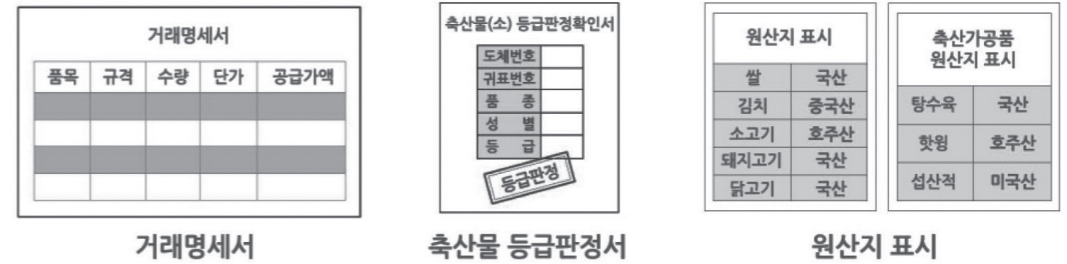 거래명세서
품목 규격 수량 단가 공급가액
거래명세서
축산물(소) 등급판정확인서
도체번호
귀표번호
품 종
성 별
등 급
등급판정
축산물 등급판정서
원산지 표시
쌀 국산
김치 중국산
소고기 호주산
돼지고기 국산
닭고기 국산
축산가공품
원산지 표시
탕수육 국산
핫윙 호주산
섭산적 미국산
원산지 표시